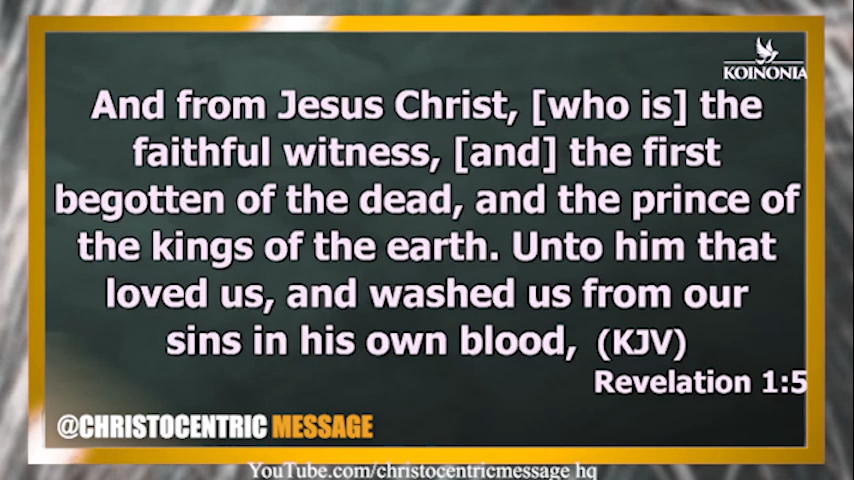 KOINONIA
And from Jesus Christ, [who is] the
faithful witness, [and] the first
begotten of the dead, and the prince of
the kings of the earth. Unto him that
loved us, and washed us from our
sins in his own blood, (KJV)
Revelation 1:5
@CHRISTOCENTRIC MESSAGE
YouTube.com/christocentricmessage hq